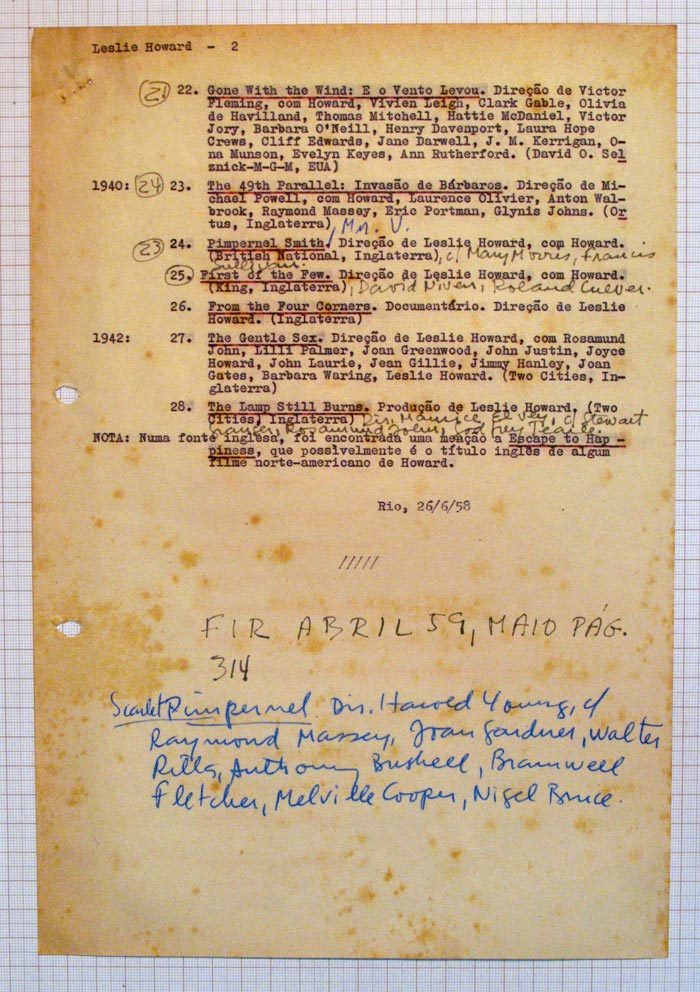 Leslie Howard - 2
21 22. Gone With the Wind: E o Vento Levou. Direção de Victor
Fleming, com Howard, Vivien Leigh, Clark Gable, Olivia
de Havilland, Thomas Mitchell, Hattie McDaniel, Victor
Jory, Barbara O'Neill, Henry Davenport, Laura Hope
Crews, Cliff Edwards, Jane Darwell, J. M. Kerrigan, O-
na Munson, Evelyn Keyes, Ann Rutherford. (David O. Sel
znick-M-G-M, EUA)
1940: 24 23. The 49th Parallel: Invasão de Bárbaros. Direção de Mi-
chael Powell, com Howard, Laurence Olivier, Anton Wal-
brook, Raymond Massey, Eric Portman, Glynis Johns. (Or
tus, Inglaterra)
, Mr. V.
23 24. Pimpernel Smith. Direção de Leslie Howard, com Howard.
(British National, Inglaterra), c/ Mary Morris, Francis
25. First of the Few. Direção de Leslie Howard, com Howard.
(King, Inglaterra), David Niven, Roland Culver.
26. From the Four Corners. Documentário. Direção de Leslie
Howard. (Inglaterra)
1942: 27. The Gentle Sex. Direção de Leslie Howard, com Rosamund
John, Lilli Palmer, Joan Greenwood, John Justin, Joyce
Howard, John Laurie, Jean Gillie, Jimmy Hanley, Joan
Gates, Barbara Waring, Leslie Howard. (Two Cities, In-
glaterra)
28. The Lamp Still Burns. Produção de Leslie Howard. (Two
Cities, Inglaterra) Dir. Maurice Elvey, c/ Stewart
Granger, Rosamund John, Godfrey Tearle.
NOTA: Numa fonte inglesa, foi encontrada uma menção a Escape to Hap -
piness, que possivelmente é o título inglês de algum
filme norte-americano de Howard.
Rio, 26/6/58
/////
FIR ABRIL 59, MAIO PÁG.
314
Scarlet Pimpernel. Dir. Harold Young, c/
Raymond Massey, Joan Gardner, Walter
Rilla, Anthony Bushell, Bramwell
Fletcher, Melville Cooper, Nigel Bruce.